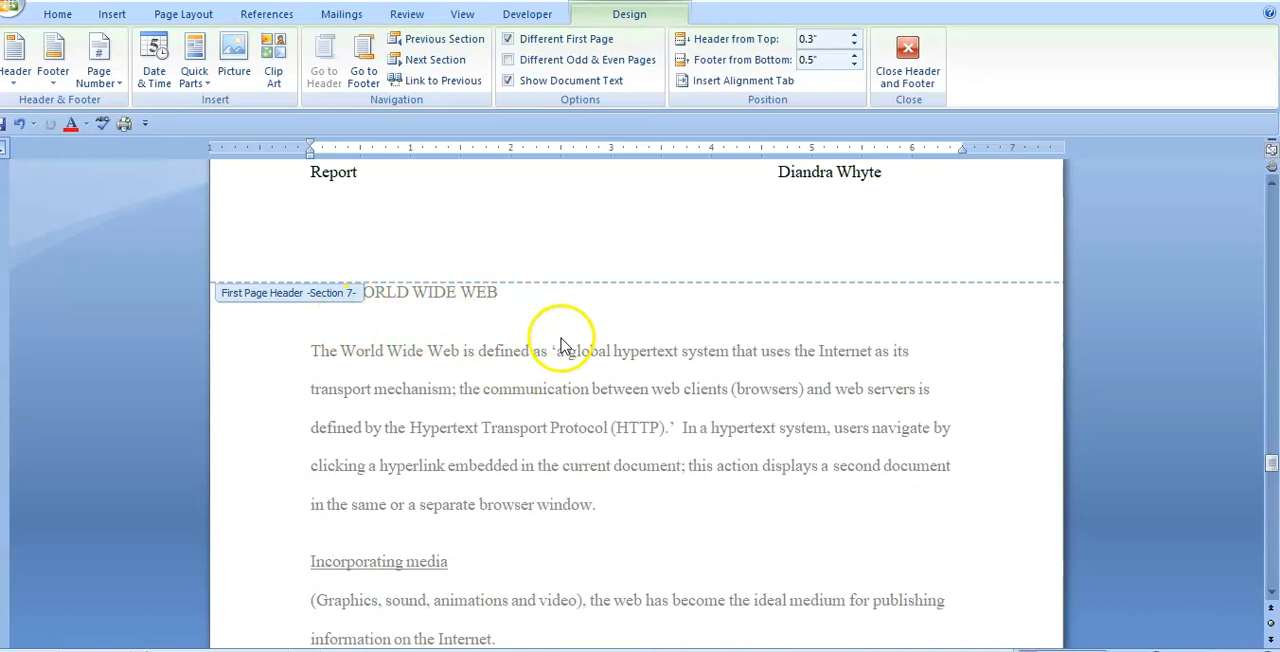 Home Insert Page Layout References Mailings Review View Developer Design
Header Footer Page Number
Header & Footer
Date & Time Quick Parts Picture Clip Art
Insert
Go to Header Go to Footer Previous Section Next Section Link to Previous
Navigation
Different First Page
Different Odd & Even Pages
Show Document Text
Options
Header from Top: 0.3"
Footer from Bottom: 0.5"
Insert Alignment Tab
Position
Close Header and Footer
Close
1 1 2 3 4 5 6 7
Report Diandra Whyte
First Page Header -Section 7-
ORLD WIDE WEB
The World Wide Web is defined as ‘a global hypertext system that uses the Internet as its
transport mechanism; the communication between web clients (browsers) and web servers is
defined by the Hypertext Transport Protocol (HTTP).’ In a hypertext system, users navigate by
clicking a hyperlink embedded in the current document; this action displays a second document
in the same or a separate browser window.
Incorporating media
(Graphics, sound, animations and video), the web has become the ideal medium for publishing
information on the Internet.